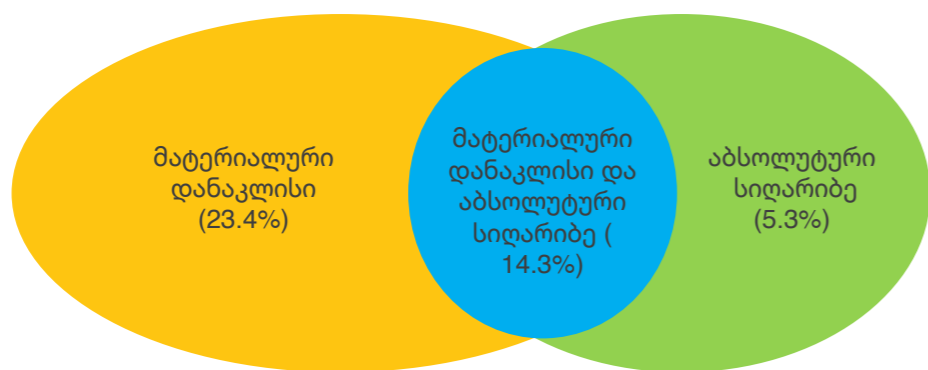 მატერიალური
დანაკლისი
(23.4%)
მატერიალური
დანაკლისი და
აბსოლუტური
სიღარიბე (
14.3%)
აბსოლუტური
სიღარიბე
(5.3%)